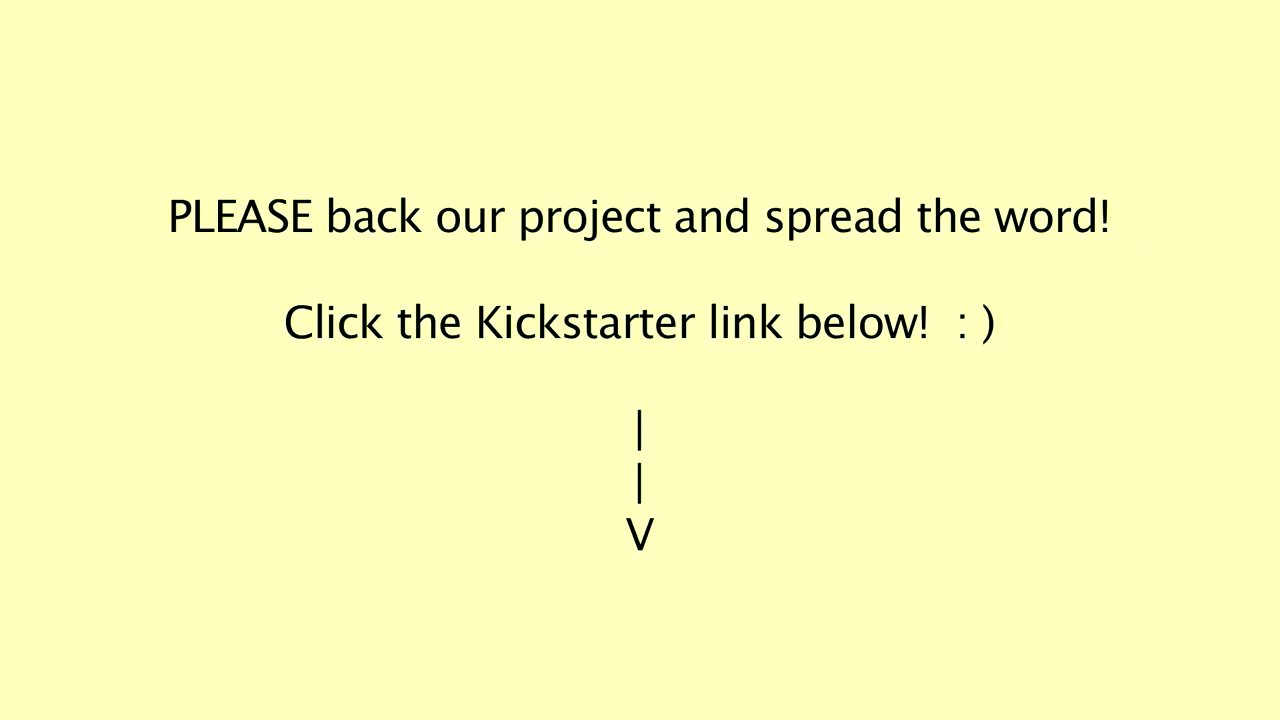 PLEASE back our project and spread the word!
Click the Kickstarter link below!  : )
|
|
V